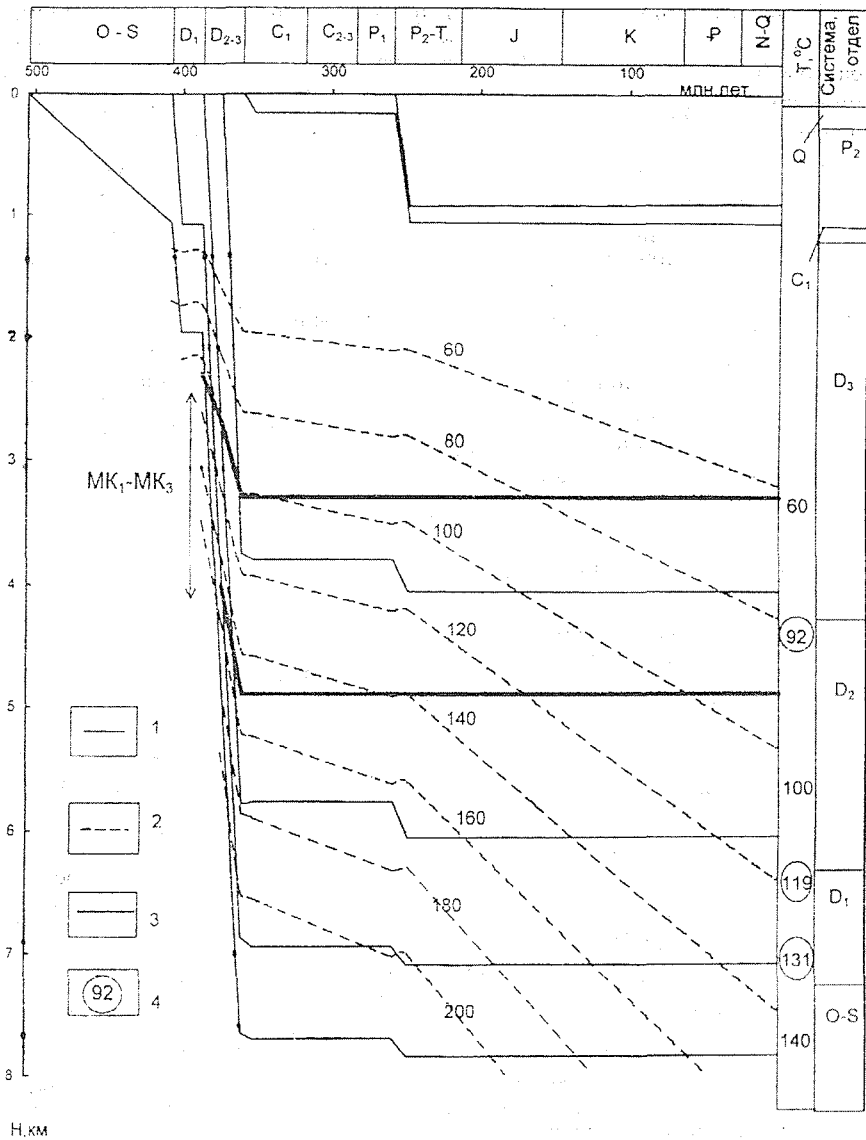 O - S D₁ D₂₋₃ C₁ C₂₋₃ P₁ P₂-T J K ₽ N-Q T,°C Система, отдел
500 400 300 200 100 млн.лет
0
1
2
3
4
5
6
7
8
Н,км
МК₁-МК₃
60
80
100
120
140
160
180
200
1
2
3
92 4
60
92
100
119
131
140
Q
P₂
C₁
D₃
D₂
D₁
O-S